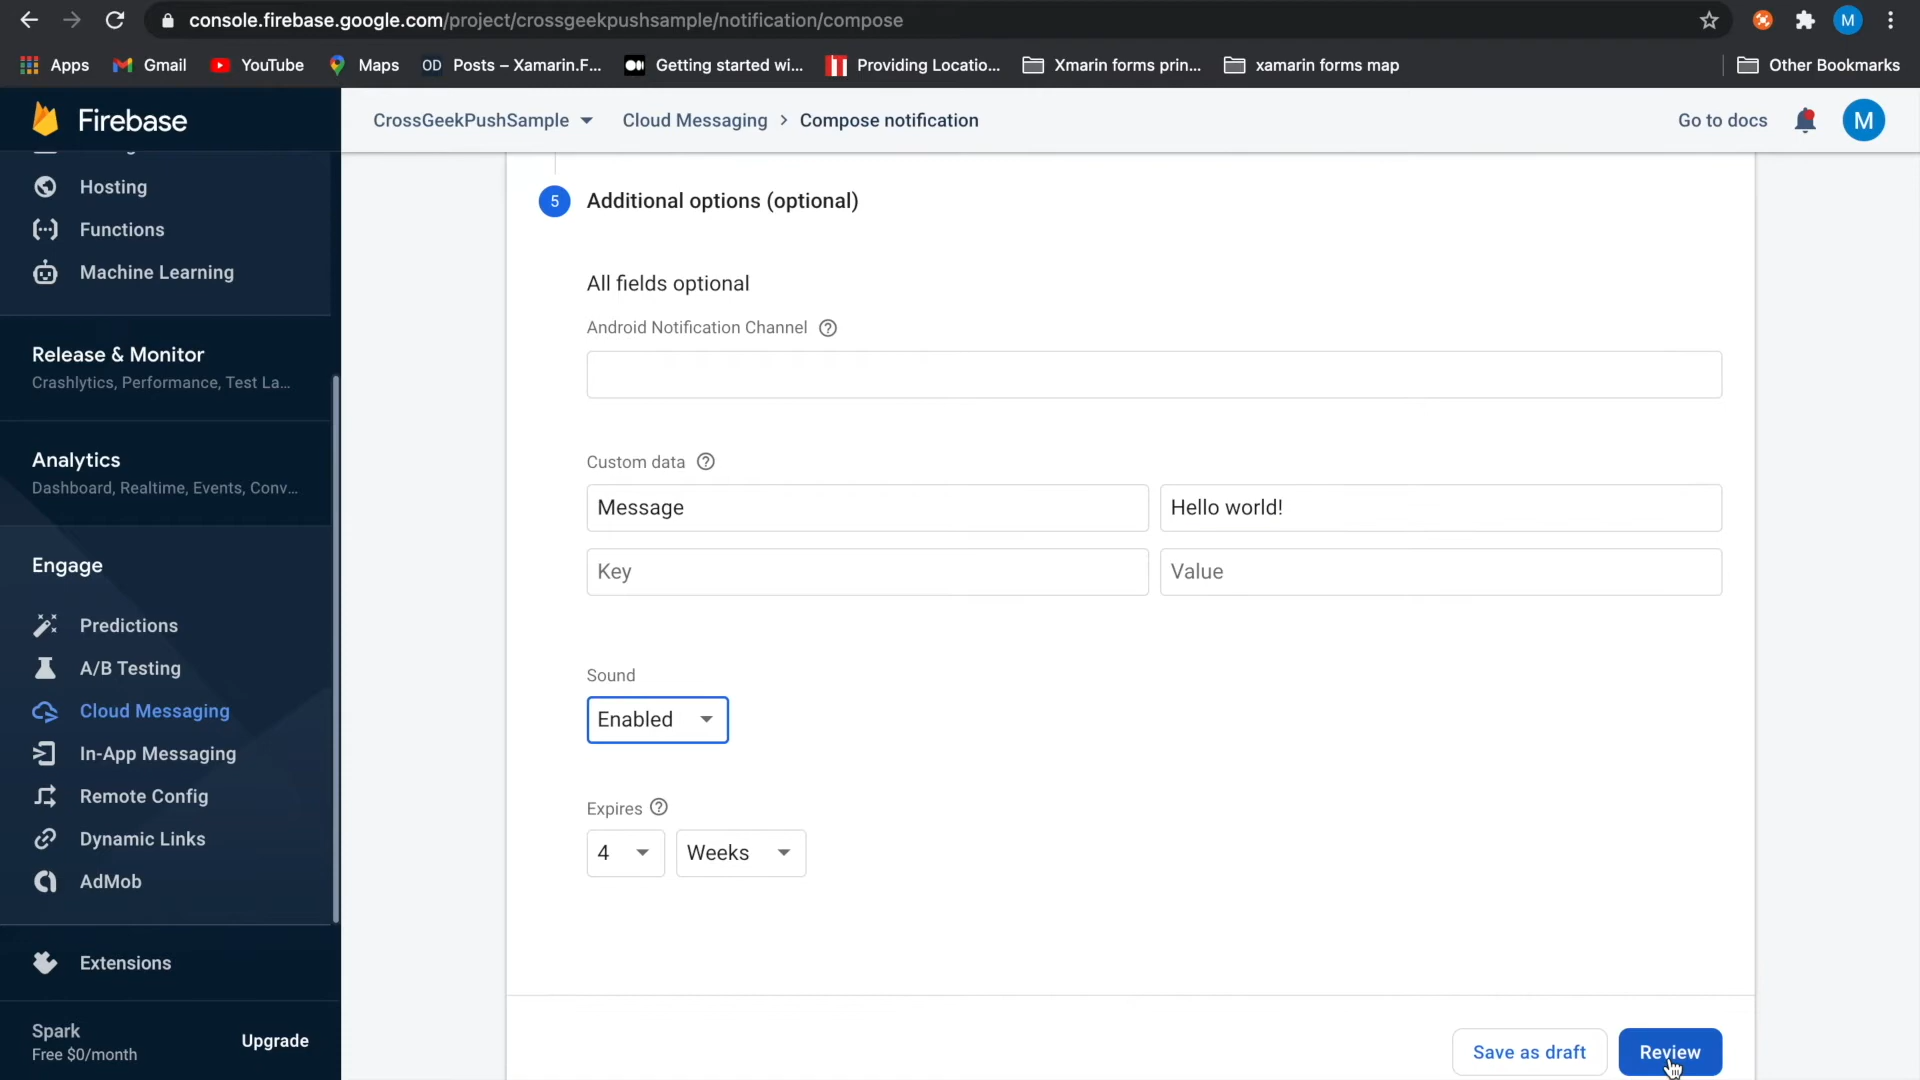 console.firebase.google.com/project/crossgeekpushsample/notification/compose
M
Apps
Gmail
YouTube
Maps
OD Posts – Xamarin.F...
Getting started wi...
Providing Locatio...
Xmarin forms prin...
xamarin forms map
Other Bookmarks
Firebase
CrossGeekPushSample
Cloud Messaging > Compose notification
Go to docs
M
Hosting
Functions
Machine Learning
Release & Monitor
Crashlytics, Performance, Test La...
Analytics
Dashboard, Realtime, Events, Conv...
Engage
Predictions
A/B Testing
Cloud Messaging
In-App Messaging
Remote Config
Dynamic Links
AdMob
Extensions
Spark
Free $0/month
Upgrade
5 Additional options (optional)
All fields optional
Android Notification Channel ?
Custom data ?
Message Hello world!
Key Value
Sound
Enabled
Expires ?
4 Weeks
Save as draft Review